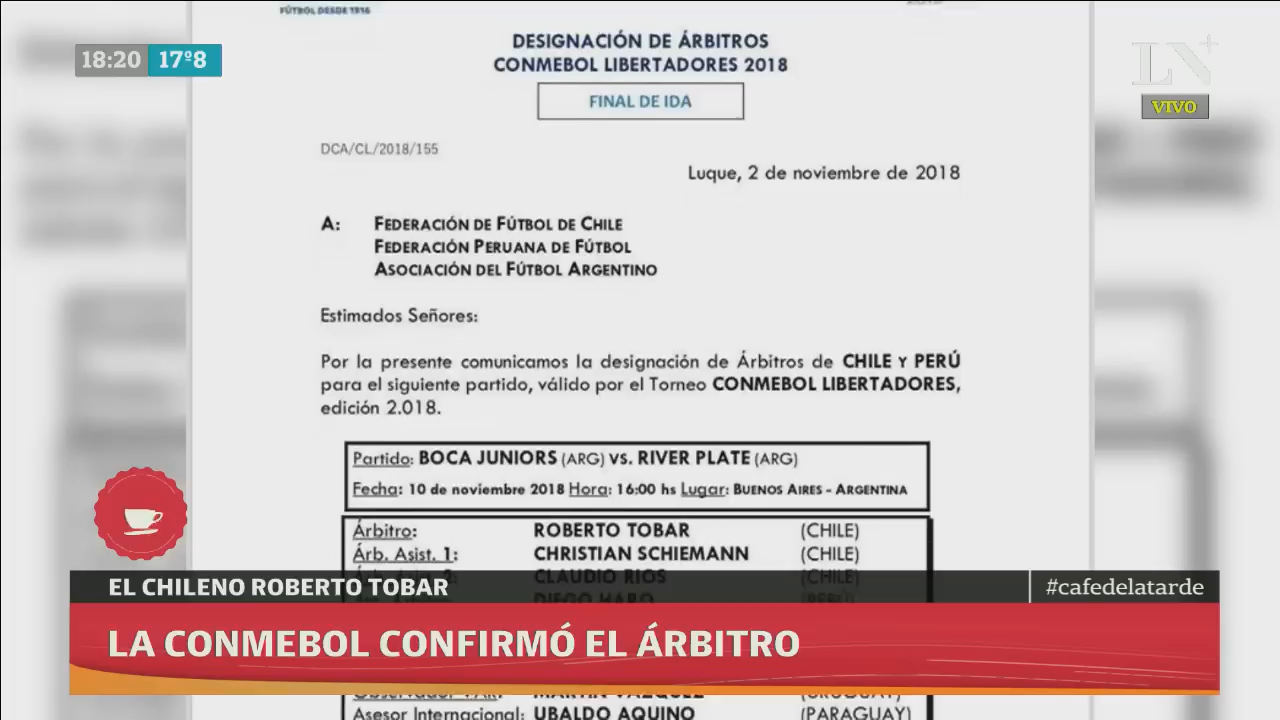 FÚTBOL DESDE 1916
18:20 17º8
LN+
VIVO
DESIGNACIÓN DE ÁRBITROS
CONMEBOL LIBERTADORES 2018
FINAL DE IDA
DCA/CL/2018/155
Luque, 2 de noviembre de 2018
A: FEDERACIÓN DE FÚTBOL DE CHILE
FEDERACIÓN PERUANA DE FÚTBOL
ASOCIACIÓN DEL FÚTBOL ARGENTINO
Estimados Señores:
Por la presente comunicamos la designación de Árbitros de CHILE Y PERÚ
para el siguiente partido, válido por el Torneo CONMEBOL LIBERTADORES,
edición 2.018.
Partido: BOCA JUNIORS (ARG) VS. RIVER PLATE (ARG)
Fecha: 10 de noviembre 2018 Hora: 16:00 hs Lugar: BUENOS AIRES - ARGENTINA
Árbitro: ROBERTO TOBAR (CHILE)
Árb. Asist. 1: CHRISTIAN SCHIEMANN (CHILE)
CLAUDIO RIOS (CHILE)
DIEGO HARO (PERÚ)
EL CHILENO ROBERTO TOBAR
#cafedelatarde
LA CONMEBOL CONFIRMÓ EL ÁRBITRO
Observador VAR: MARTIN VAZQUEZ (URUGUAY)
Asesor Internacional: UBALDO AQUINO (PARAGUAY)